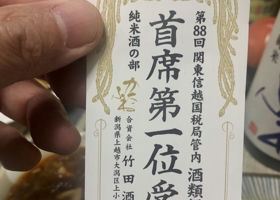 第88回 関東信越国税局管内 酒類
首席第一位受
純米酒の部
合資会社 竹田酒
新潟県上越市大潟区上小